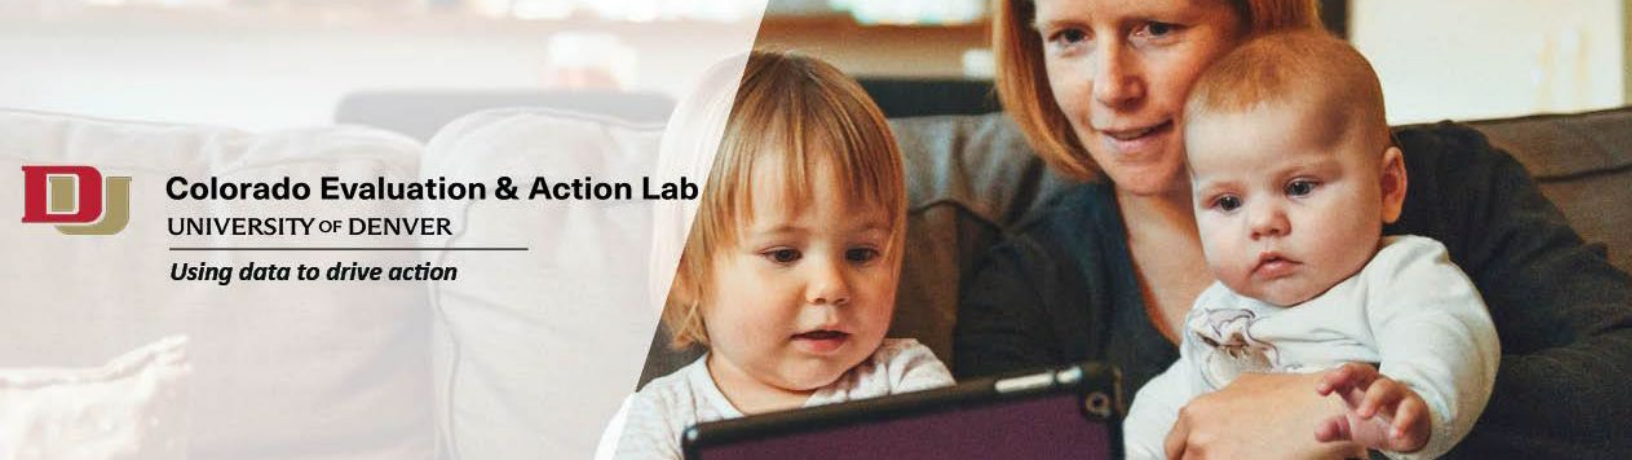 DU
Colorado Evaluation & Action Lab
UNIVERSITY OF DENVER
Using data to drive action